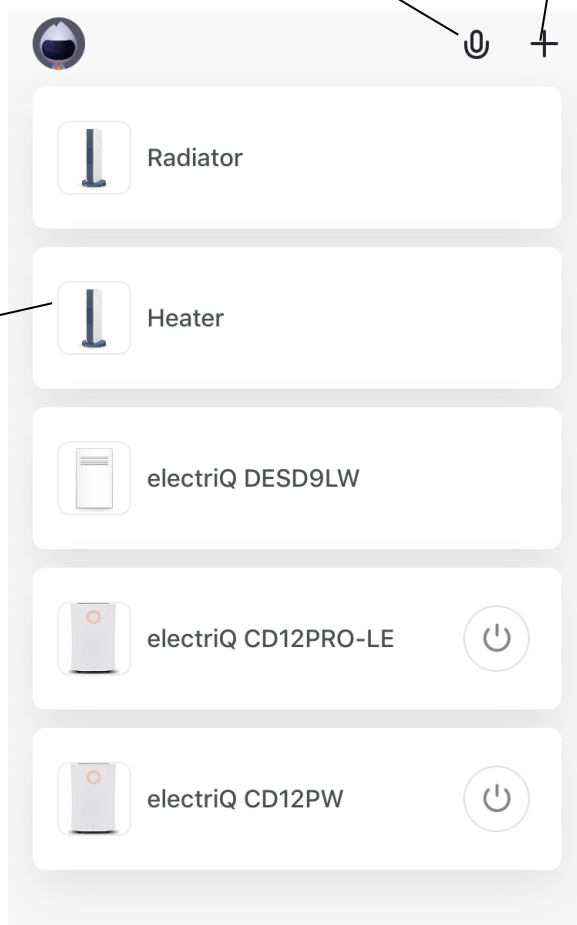 Radiator
Heater
electriQ DESD9LW
electriQ CD12PRO-LE
electriQ CD12PW